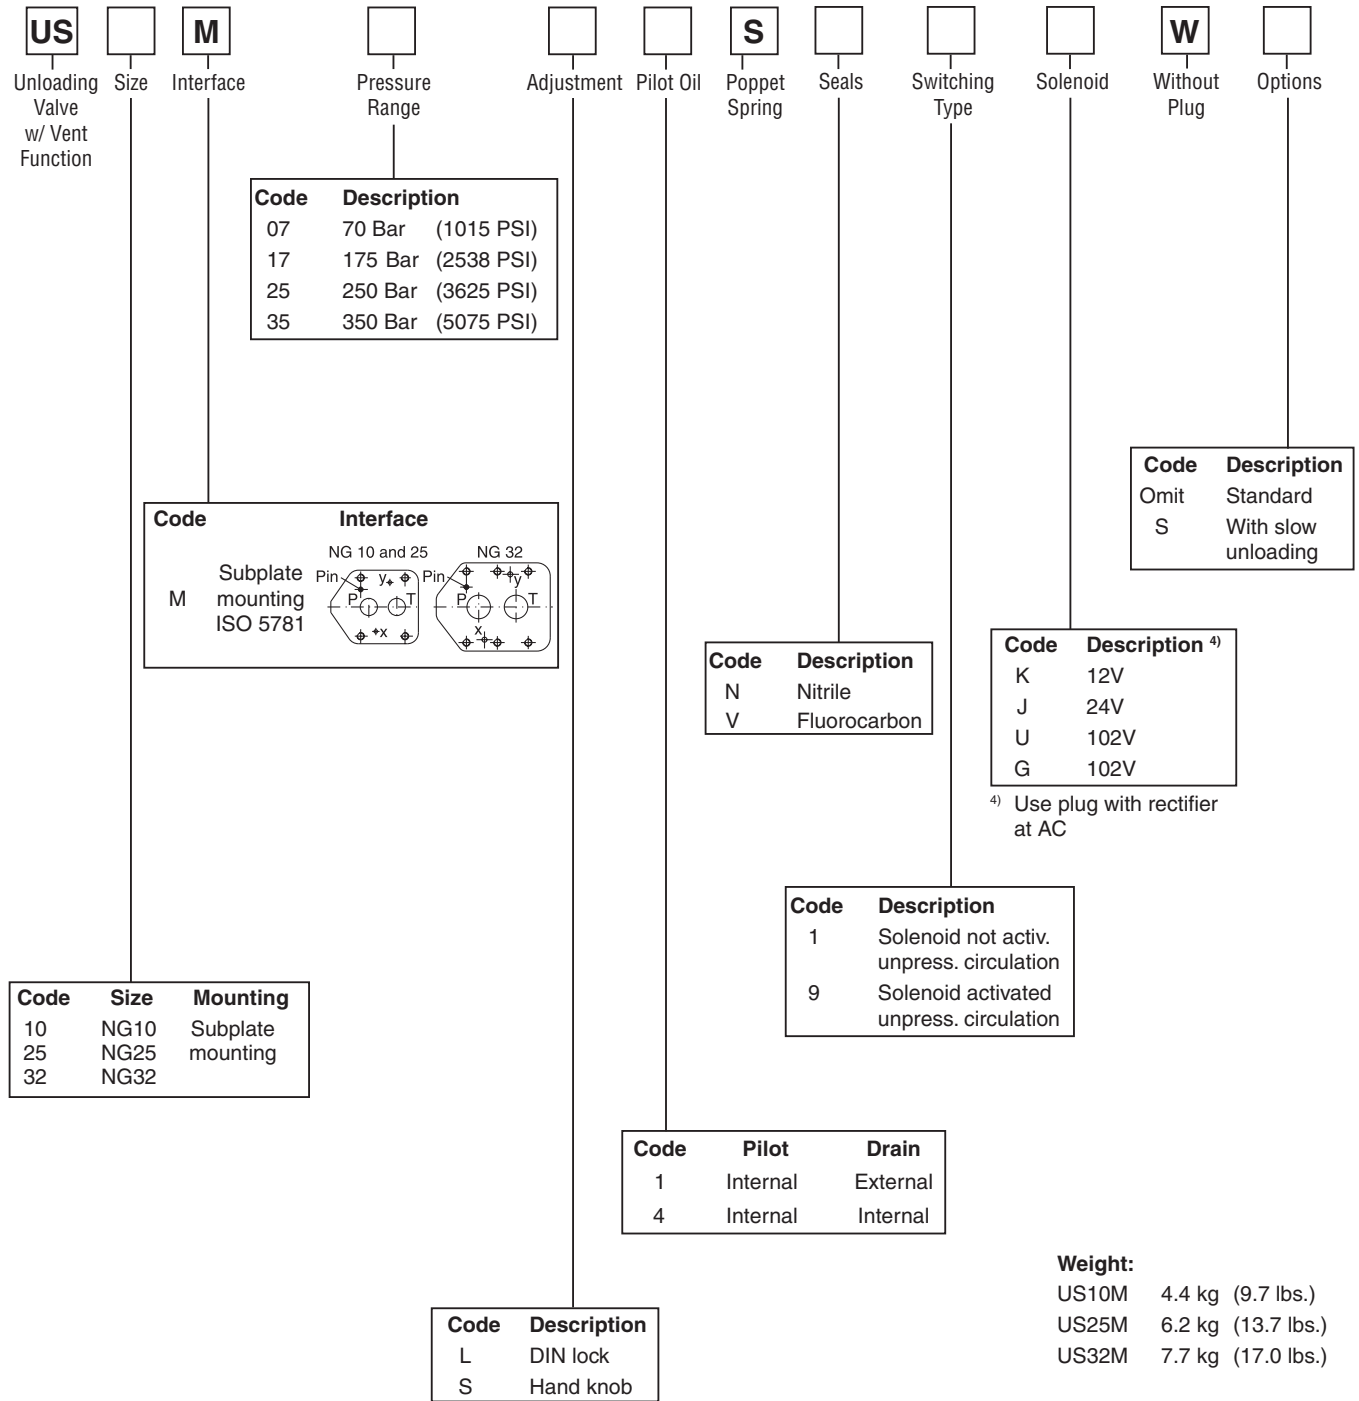 US M S W
Unloading Valve w/ Vent Function
Size
Interface
Pressure Range
Adjustment
Pilot Oil
Poppet Spring
Seals
Switching Type
Solenoid
Without Plug
Options
Code Description
07 70 Bar (1015 PSI)
17 175 Bar (2538 PSI)
25 250 Bar (3625 PSI)
35 350 Bar (5075 PSI)
Code Description
Omit Standard
S With slow
unloading
Code Interface
NG 10 and 25 NG 32
M Subplate
mounting
ISO 5781
Pin y P T x
Pin y P T x
Code Description
N Nitrile
V Fluorocarbon
Code Description 4)
K 12V
J 24V
U 102V
G 102V
4) Use plug with rectifier
at AC
Code Description
1 Solenoid not activ.
unpress. circulation
9 Solenoid activated
unpress. circulation
Code Size Mounting
10 NG10 Subplate
25 NG25 mounting
32 NG32
Code Pilot Drain
1 Internal External
4 Internal Internal
Weight:
US10M 4.4 kg (9.7 lbs.)
US25M 6.2 kg (13.7 lbs.)
US32M 7.7 kg (17.0 lbs.)
Code Description
L DIN lock
S Hand knob